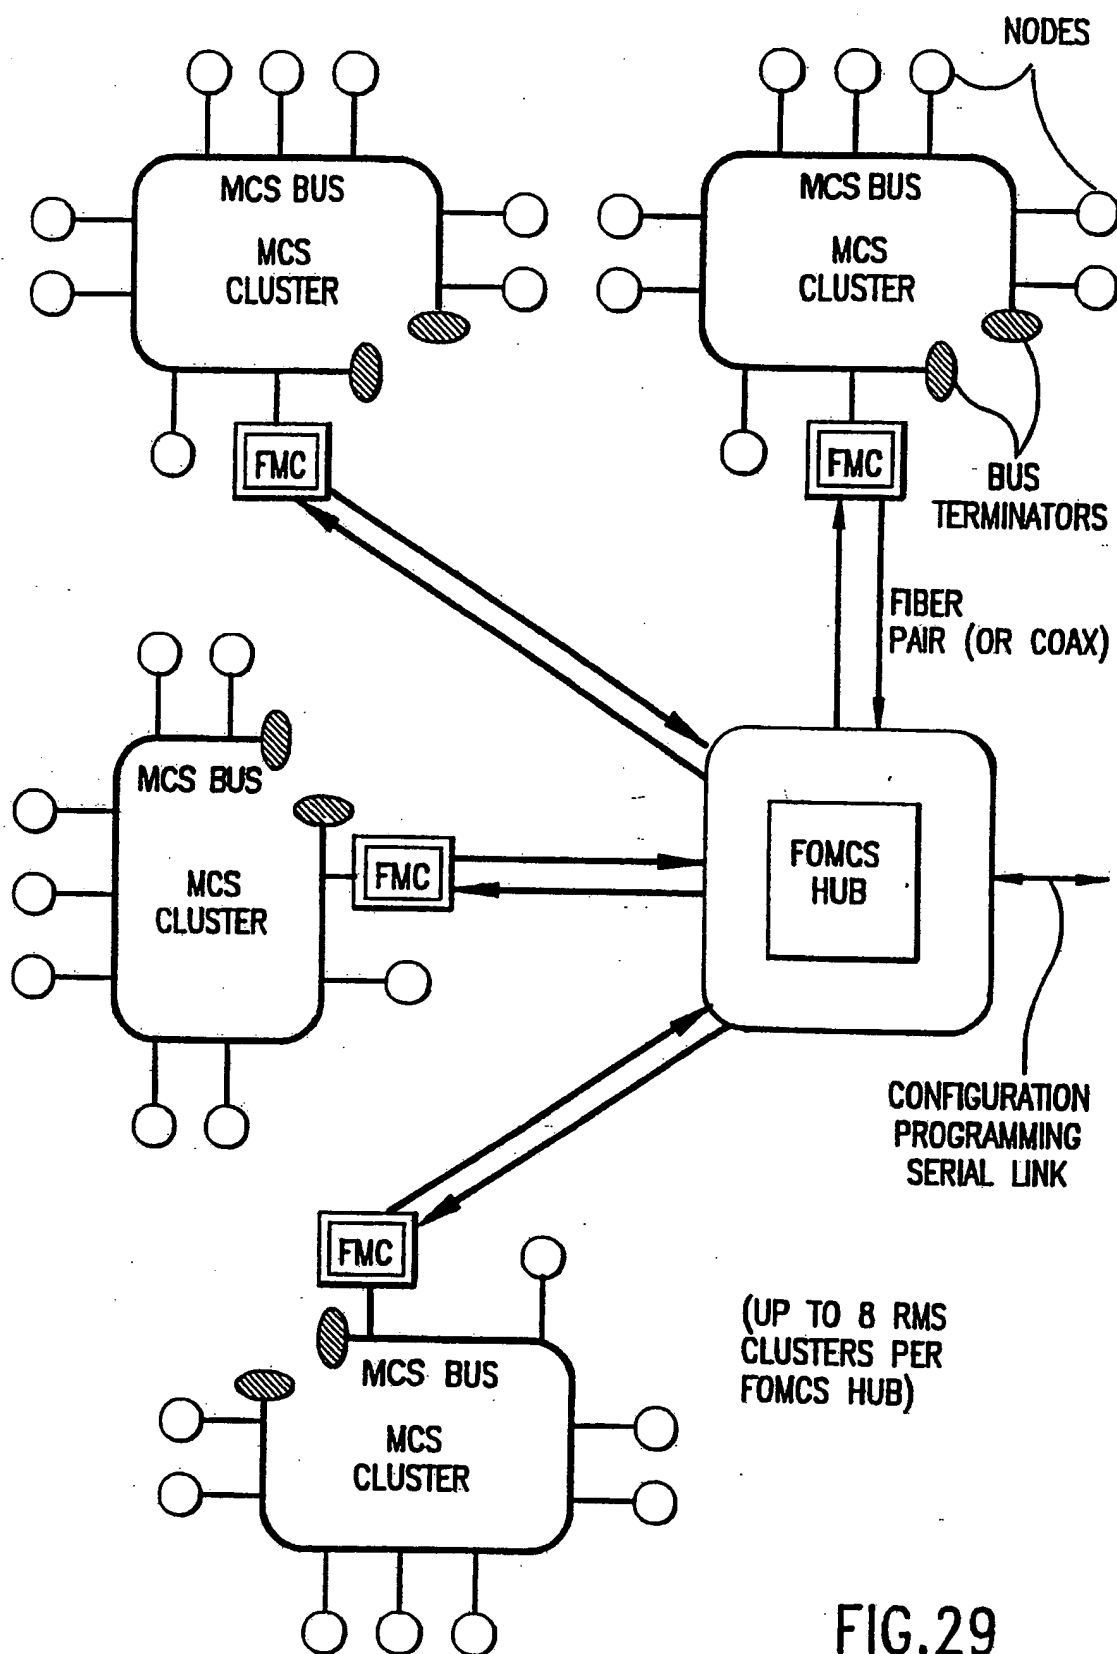 NODES
MCS BUS
MCS
CLUSTER
MCS BUS
MCS
CLUSTER
FMC
FMC
BUS
TERMINATORS
FIBER
PAIR (OR COAX)
MCS BUS
MCS
CLUSTER
FMC
FOMCS
HUB
CONFIGURATION
PROGRAMMING
SERIAL LINK
FMC
MCS BUS
MCS
CLUSTER
(UP TO 8 RMS
CLUSTERS PER
FOMCS HUB)
FIG.29